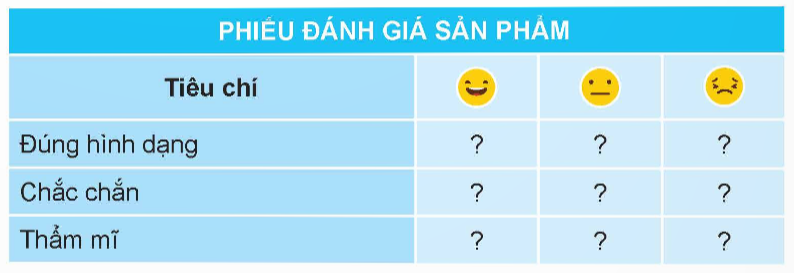 PHIẾU ĐÁNH GIÁ SẢN PHẨM
Tiêu chí
Đúng hình dạng ? ? ?
Chắc chắn ? ? ?
Thẩm mĩ ? ? ?